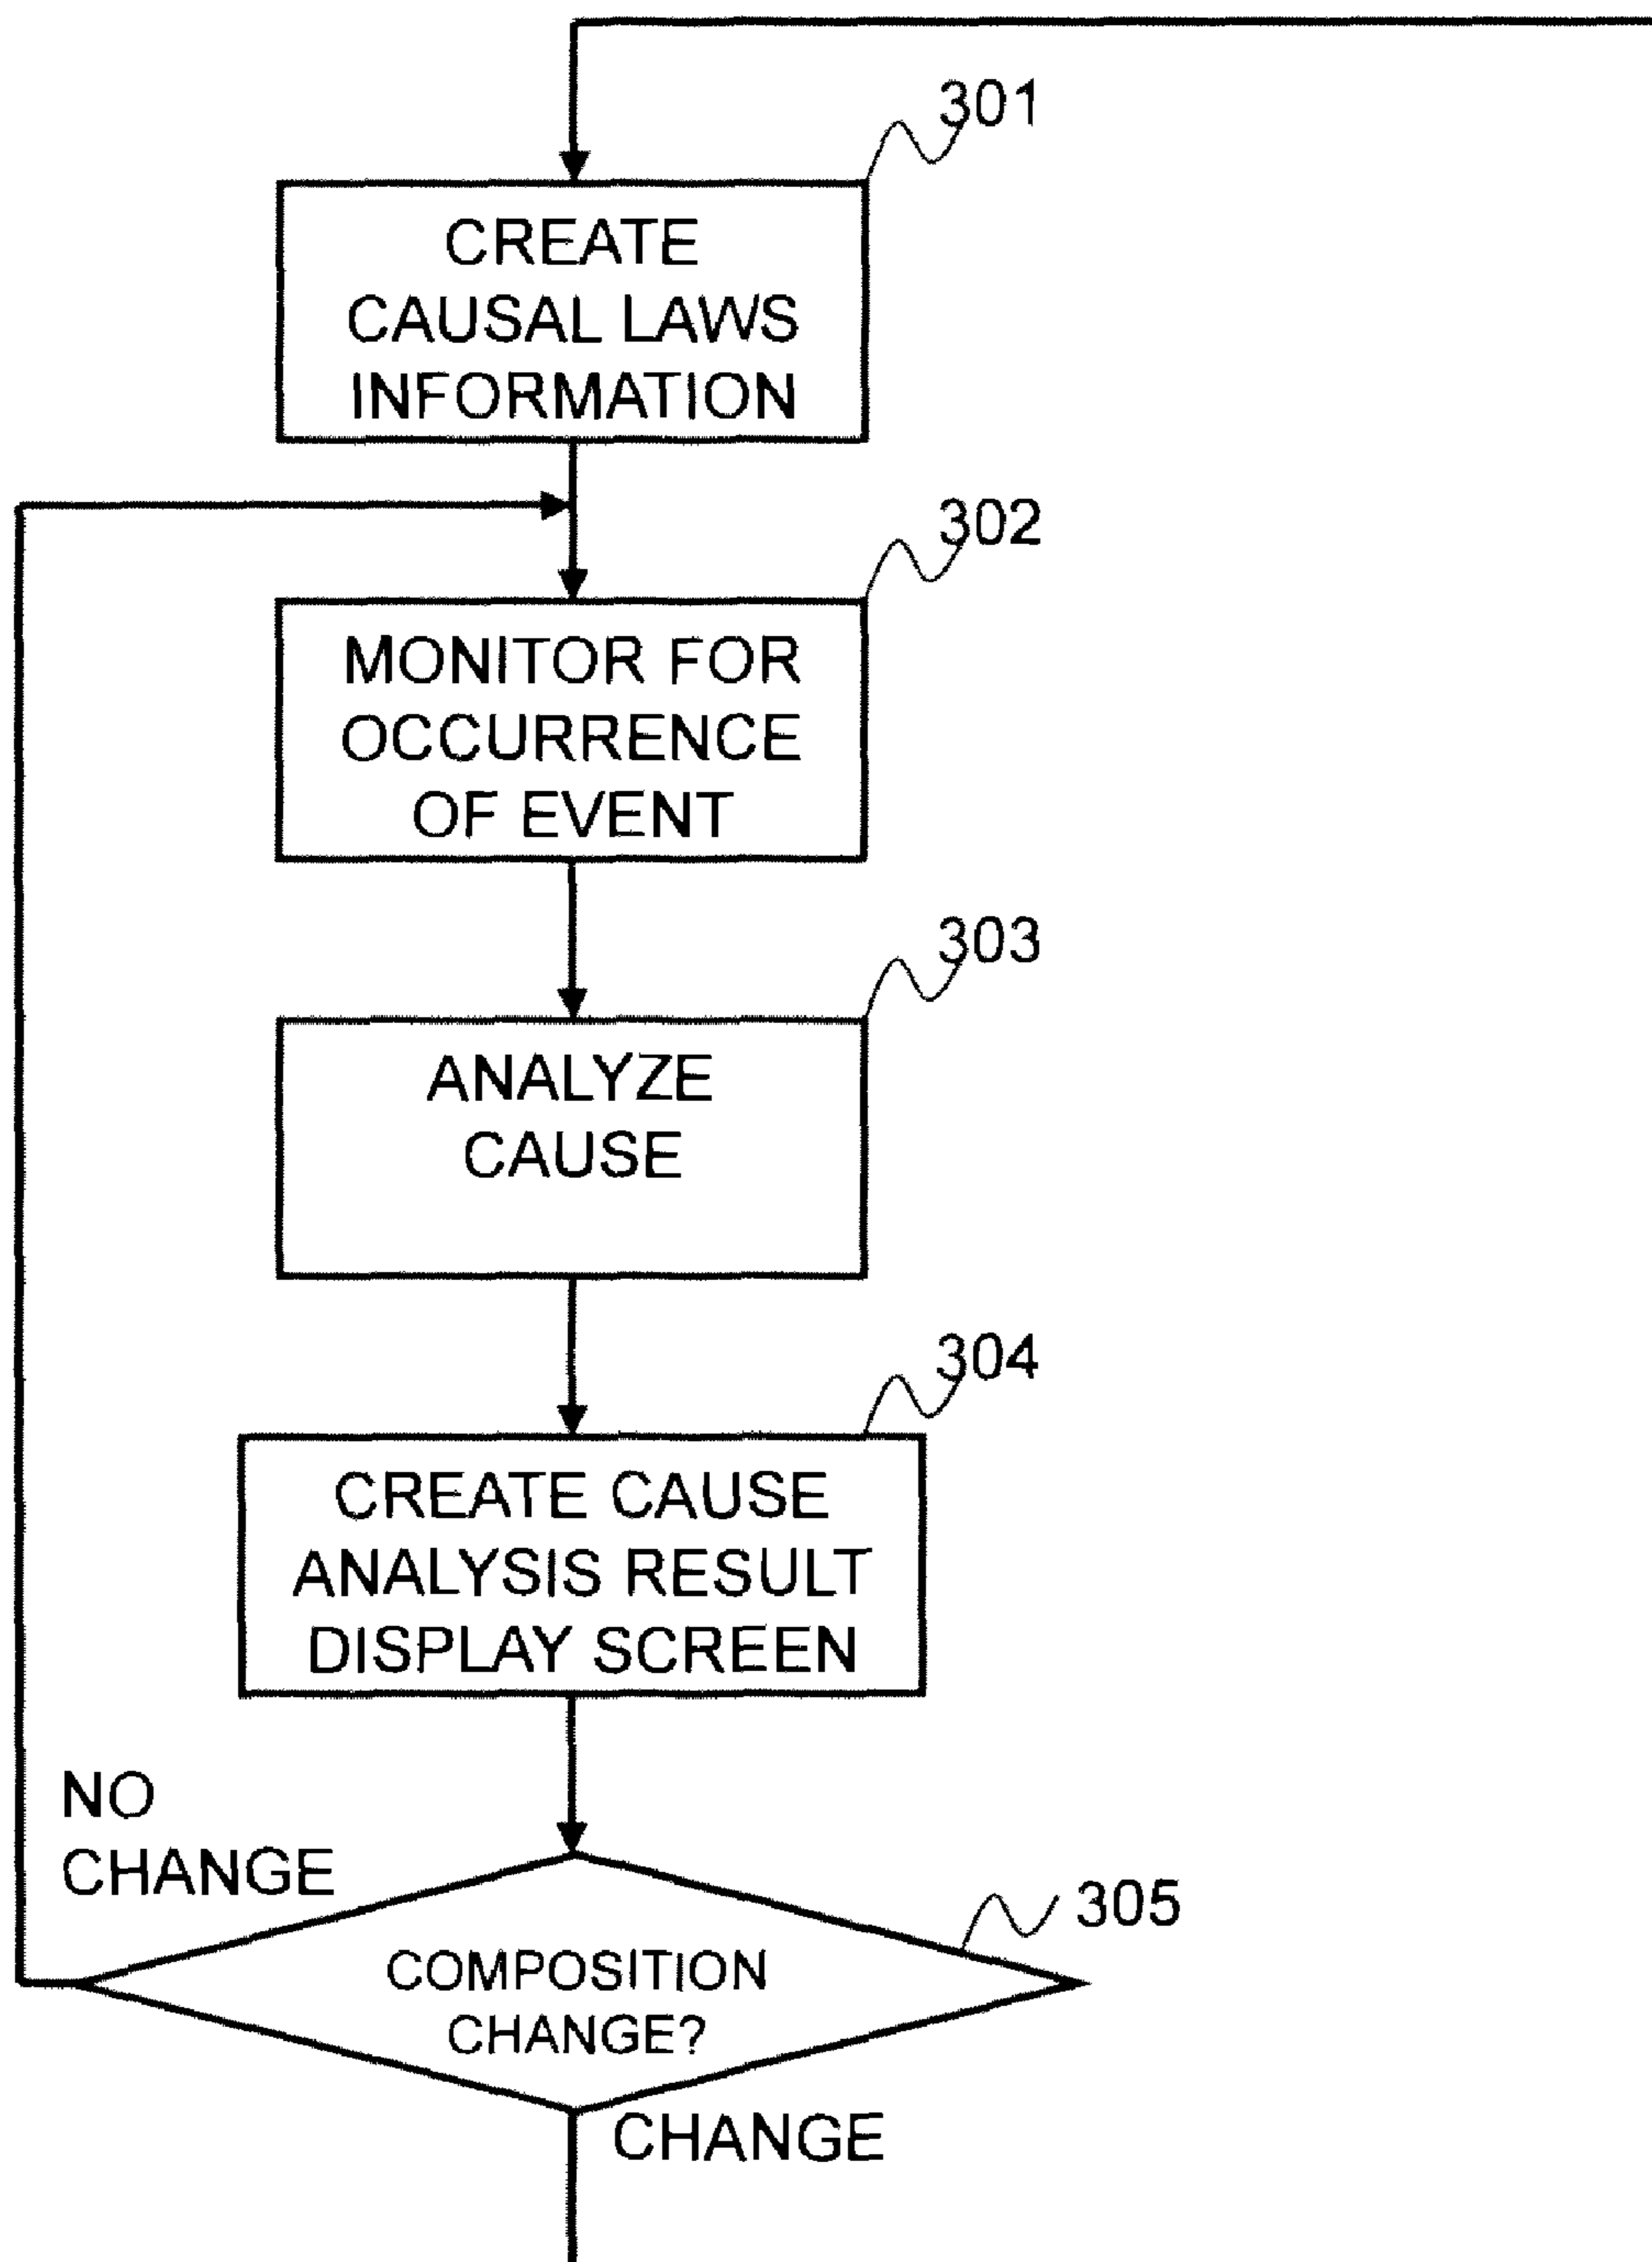 301
CREATE
CAUSAL LAWS
INFORMATION
302
MONITOR FOR
OCCURRENCE
OF EVENT
303
ANALYZE
CAUSE
304
CREATE CAUSE
ANALYSIS RESULT
DISPLAY SCREEN
NO
CHANGE
305
COMPOSITION
CHANGE?
CHANGE